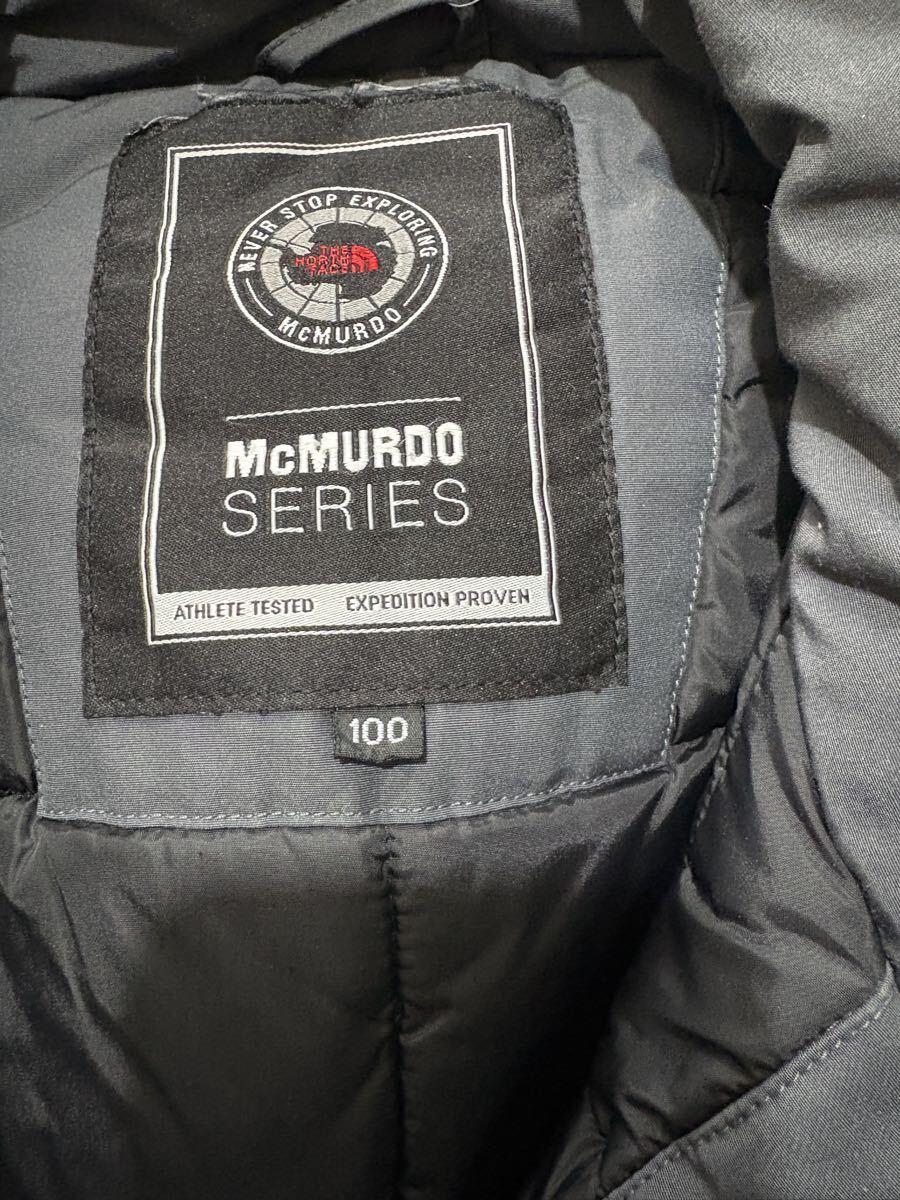 NEVER STOP EXPLORING
THE
NORTH
FACE
McMURDO
McMURDO
SERIES
ATHLETE TESTED EXPEDITION PROVEN
100